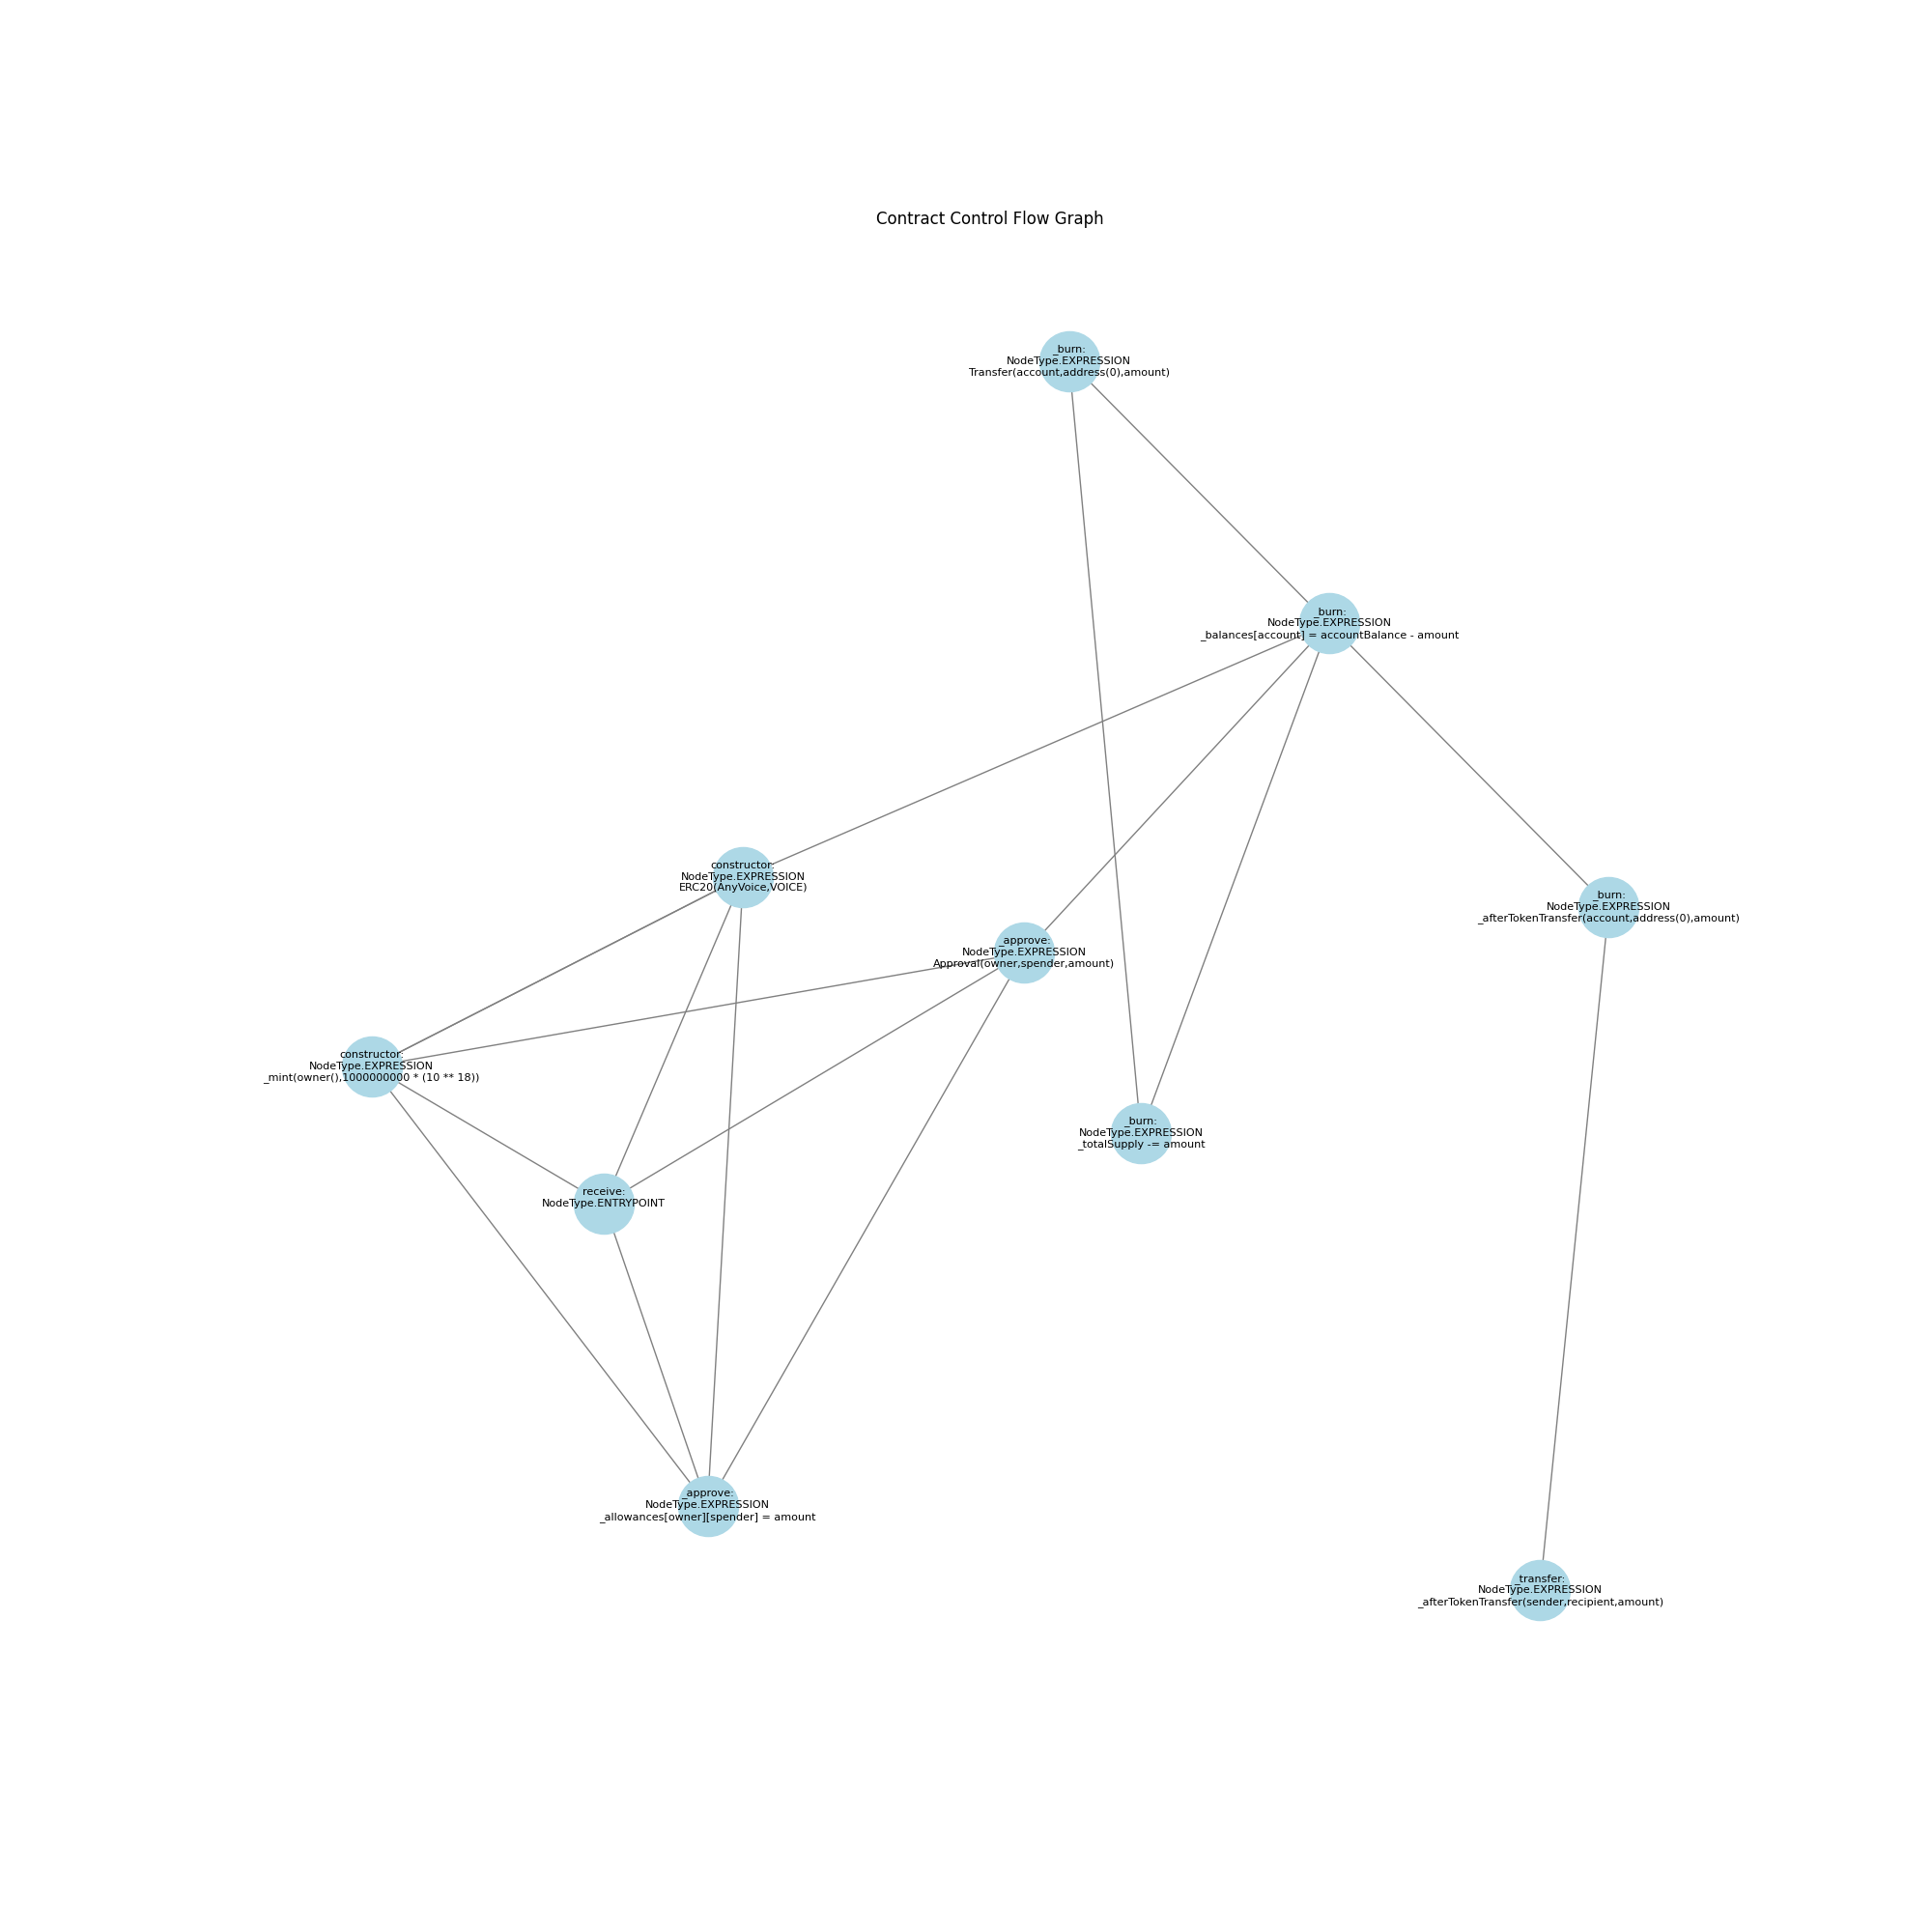 Contract Control Flow Graph
_burn:
NodeType.EXPRESSION
Transfer(account,address(0),amount)
_burn:
NodeType.EXPRESSION
_balances[account] = accountBalance - amount
constructor:
NodeType.EXPRESSION
ERC20(AnyVoice,VOICE)
_burn:
NodeType.EXPRESSION
_afterTokenTransfer(account,address(0),amount)
_approve:
NodeType.EXPRESSION
Approval(owner,spender,amount)
constructor:
NodeType.EXPRESSION
_mint(owner(),1000000000 * (10 ** 18))
_burn:
NodeType.EXPRESSION
_totalSupply -= amount
receive:
NodeType.ENTRYPOINT
_approve:
NodeType.EXPRESSION
_allowances[owner][spender] = amount
_transfer:
NodeType.EXPRESSION
_afterTokenTransfer(sender,recipient,amount)